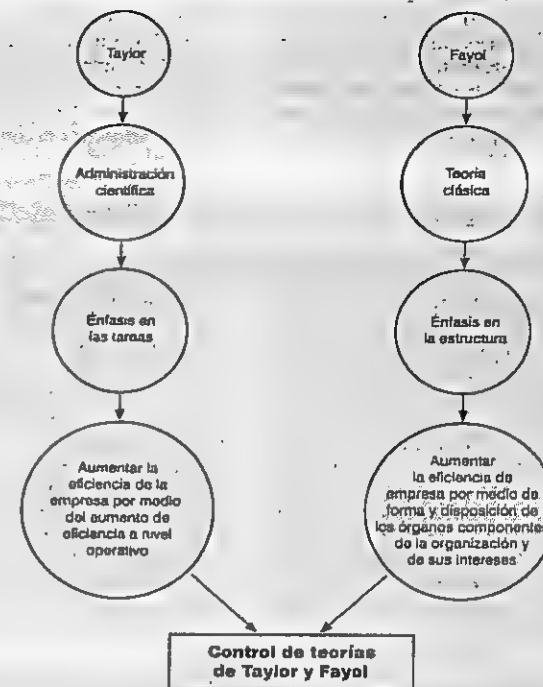 Taylor
Administración
científica
Énfasis en
las tareas
Aumentar la
eficiencia de la
empresa por medio
del aumento de
eficiencia a nivel
operativo
Fayol
Teoría
clásica
Énfasis en
la estructura
Aumentar
la eficiencia de
empresa por medio de
forma y disposición de
los órganos componentes
de la organización y
de sus intereses
Control de teorías
de Taylor y Fayol